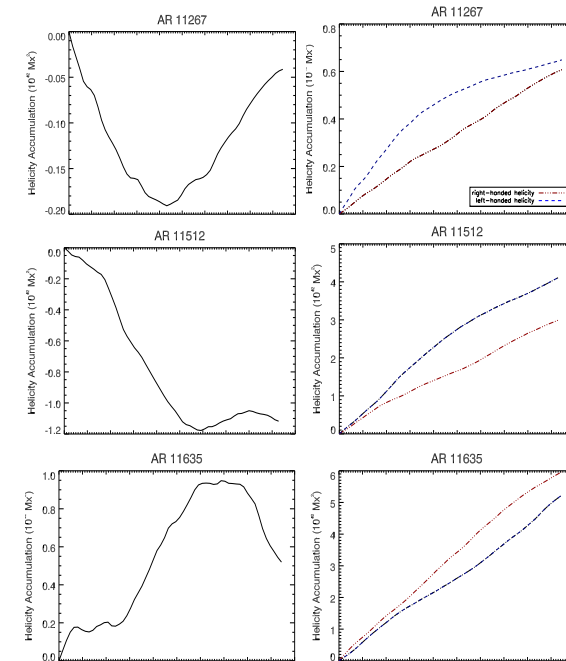 AR 11267
AR 11267
Helicity Accumulation (10 Mx²)
0.00
-0.05
-0.10
-0.15
-0.20
Helicity Accumulation (10 Mx²)
0.8
0.6
0.4
0.2
0.0
right-handed helicity
left-handed helicity
AR 11512
AR 11512
Helicity Accumulation (10 Mx²)
0.0
-0.2
-0.4
-0.6
-0.8
-1.0
-1.2
Helicity Accumulation (10 Mx²)
5
4
3
2
1
0
AR 11635
AR 11635
Helicity Accumulation (10 Mx²)
1.0
0.8
0.6
0.4
0.2
0.0
Helicity Accumulation (10 Mx²)
6
5
4
3
2
1
0